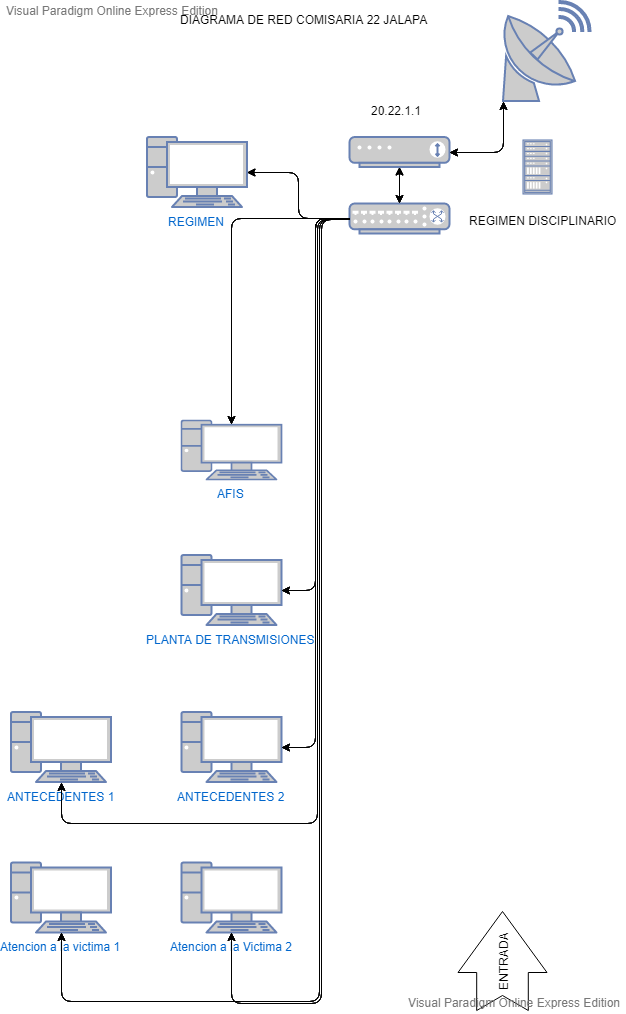 Visual Paradigm Online Express Edition
DIAGRAMA DE RED COMISARIA 22 JALAPA
20.22.1.1
REGIMEN
REGIMEN DISCIPLINARIO
AFIS
PLANTA DE TRANSMISIONES
ANTECEDENTES 1
ANTECEDENTES 2
Atencion a la victima 1
Atencion a la Victima 2
ENTRADA
Visual Paradigm Online Express Edition